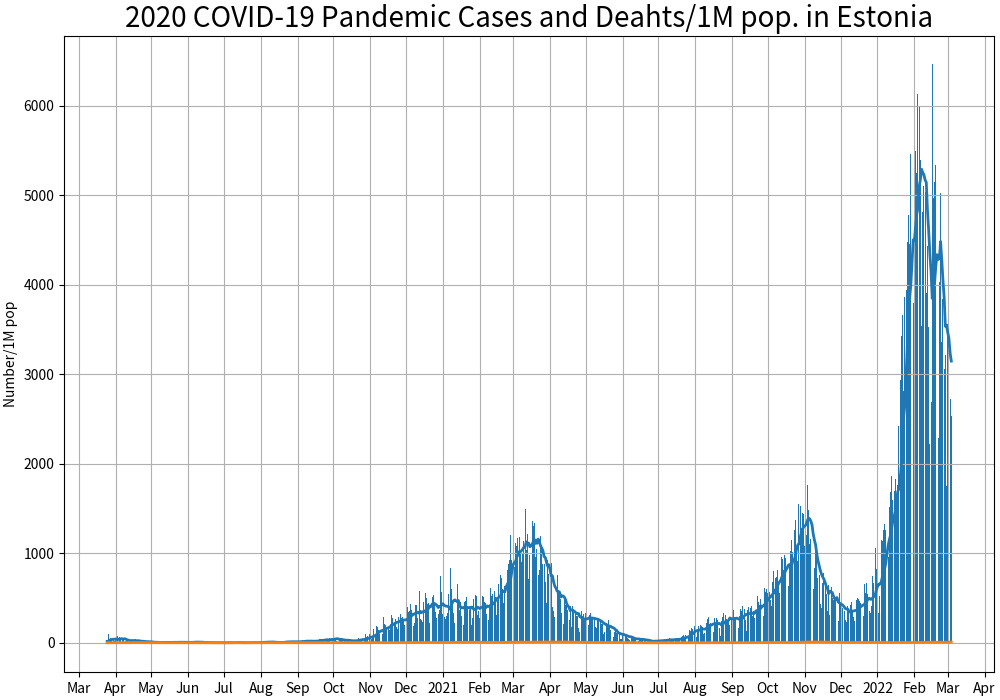 2020 COVID-19 Pandemic Cases and Deahts/1M pop. in Estonia
Number/1M pop
6000
5000
4000
3000
2000
1000
0
Mar Apr May Jun Jul Aug Sep Oct Nov Dec 2021 Feb Mar Apr May Jun Jul Aug Sep Oct Nov Dec 2022 Feb Mar Apr